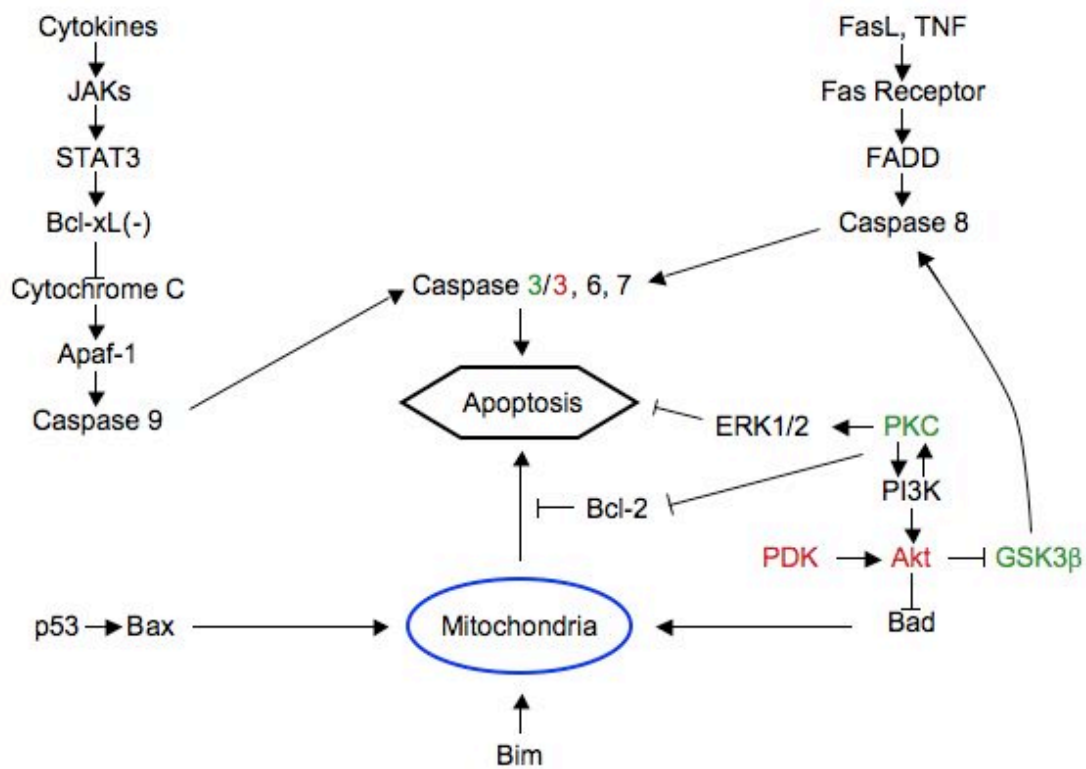 Cytokines
FasL, TNF
JAKs
Fas Receptor
STAT3
FADD
Bcl-xL(-)
Caspase 8
Cytochrome C
Caspase 3/3, 6, 7
Apaf-1
Caspase 9
Apoptosis
ERK1/2
PKC
PI3K
Bcl-2
PDK
Akt
GSK3β
p53
Bax
Mitochondria
Bad
Bim